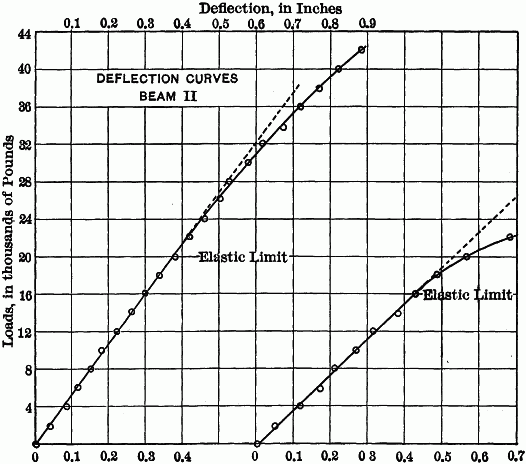 Deflection, in Inches
0.1 0.2 0.3 0.4 0.5 0.6 0.7 0.8 0.9
44
40
36
32
28
24
20
16
12
8
4
Loads, in thousands of Pounds
DEFLECTION CURVES
BEAM II
Elastic Limit
Elastic Limit
0 0.1 0.2 0.3 0.4 0 0.1 0.2 0 3 0.4 0.5 0.6 0.7